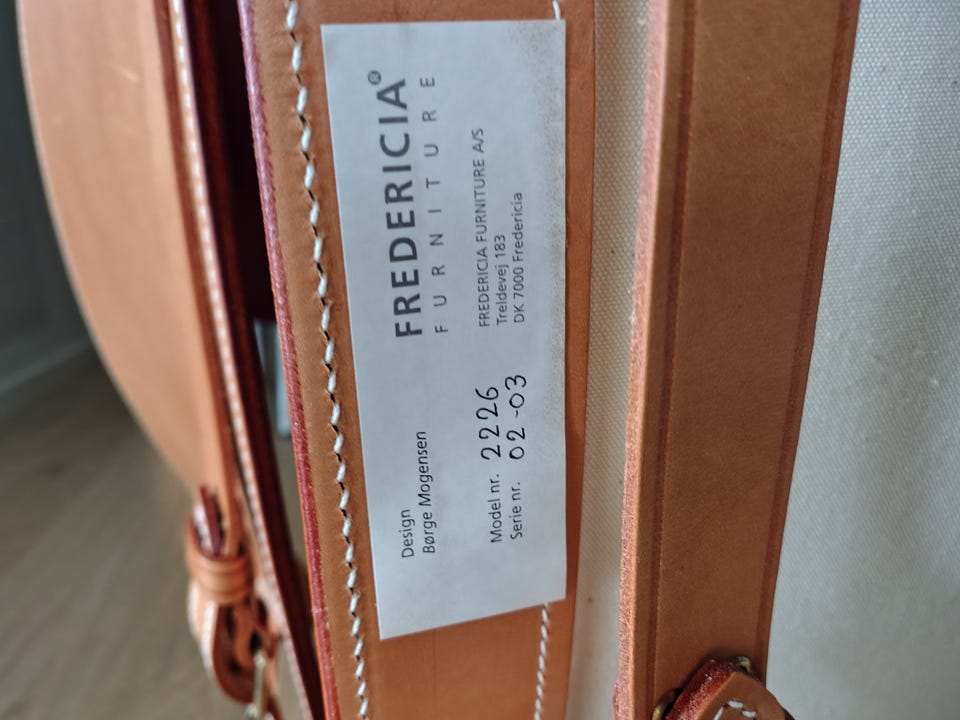 Design
Børge Mogensen
Model nr. 2226
Serie nr. 02-03
FREDERICIA®
FURNITURE
FREDERICIA FURNITURE A/S
Treldevej 183
DK 7000 Fredericia